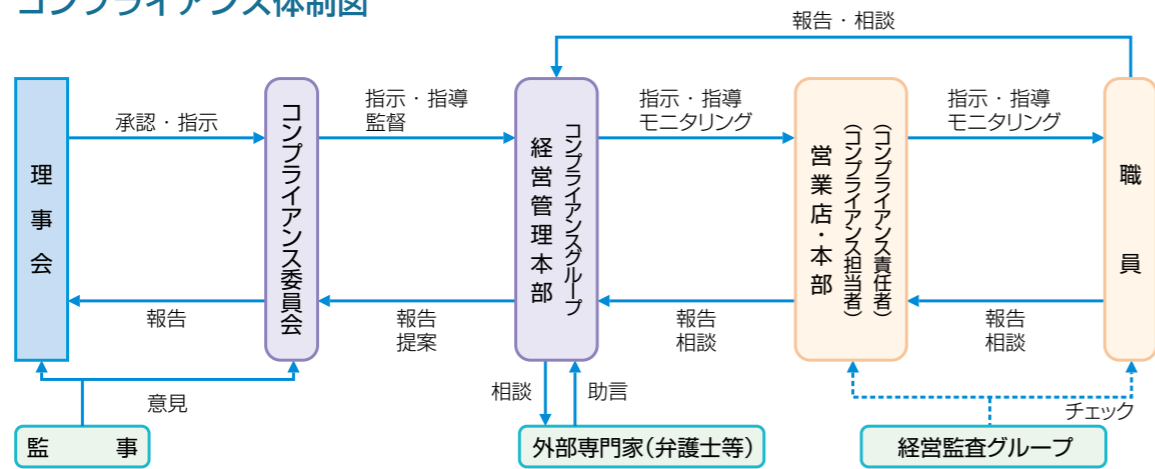 コンプライアンス体制図
報告・相談
承認・指示
指示・指導
監督
指示・指導
モニタリング
指示・指導
モニタリング
理事会
コンプライアンス委員会
経営管理本部
コンプライアンスグループ
営業店・本部
(コンプライアンス責任者)
(コンプライアンス担当者)
職員
報告
報告
提案
報告
相談
報告
相談
意見
相談
助言
チェック
監事
外部専門家(弁護士等)
経営監査グループ